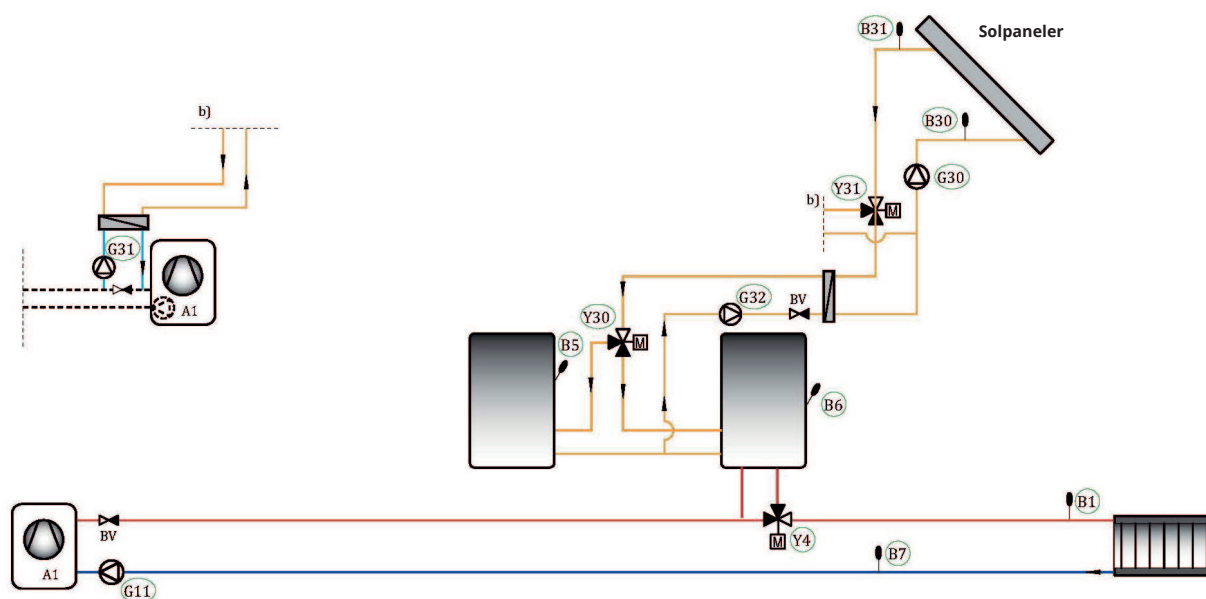 B31
Solpaneler
b)
B30
G30
Y31
b)
M
G31
A1
G32
BV
Y30
M
B5
B6
B1
BV
A1
M
Y4
B7
G11